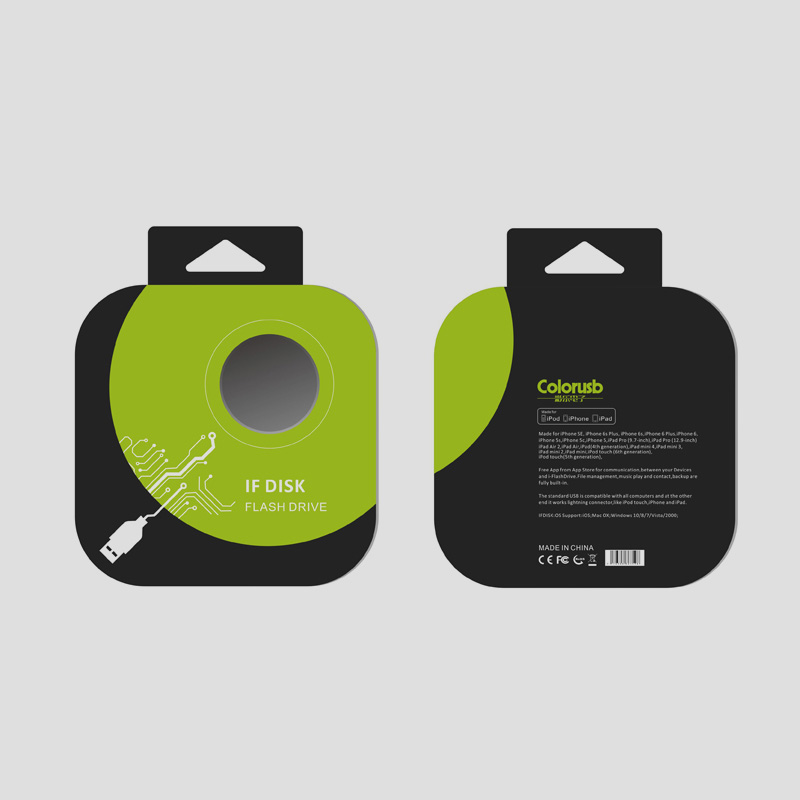 IF DISK
FLASH DRIVE
Colorusb
Made for
iPod iPhone iPad
Made for iPhone SE, iPhone 6s Plus, iPhone 6s,iPhone 6 Plus,iPhone 6,
iPhone 5s,iPhone 5c,iPhone 5,iPad Pro (9.7-inch),iPad Pro (12.9-inch)
iPad Air 2,iPad Air,iPad(4th generation),iPad mini 4,iPad mini 3,
iPad mini 2,iPad mini,iPod touch (6th generation),
iPod touch(5th generation),
Free App from App Store for communication,between your Devices
and i-FlashDrive.File management,music play and contact,backup are
fully built-in.
The standard USB is compatible with all comcuters and at the other
end it works lightning connector,like iPod touch,iPhone and iPad.
IFDISK:OS Support:iOS,Mac OX,Windows 10/8/7/Vista/2000;
MADE IN CHINA
CE FC